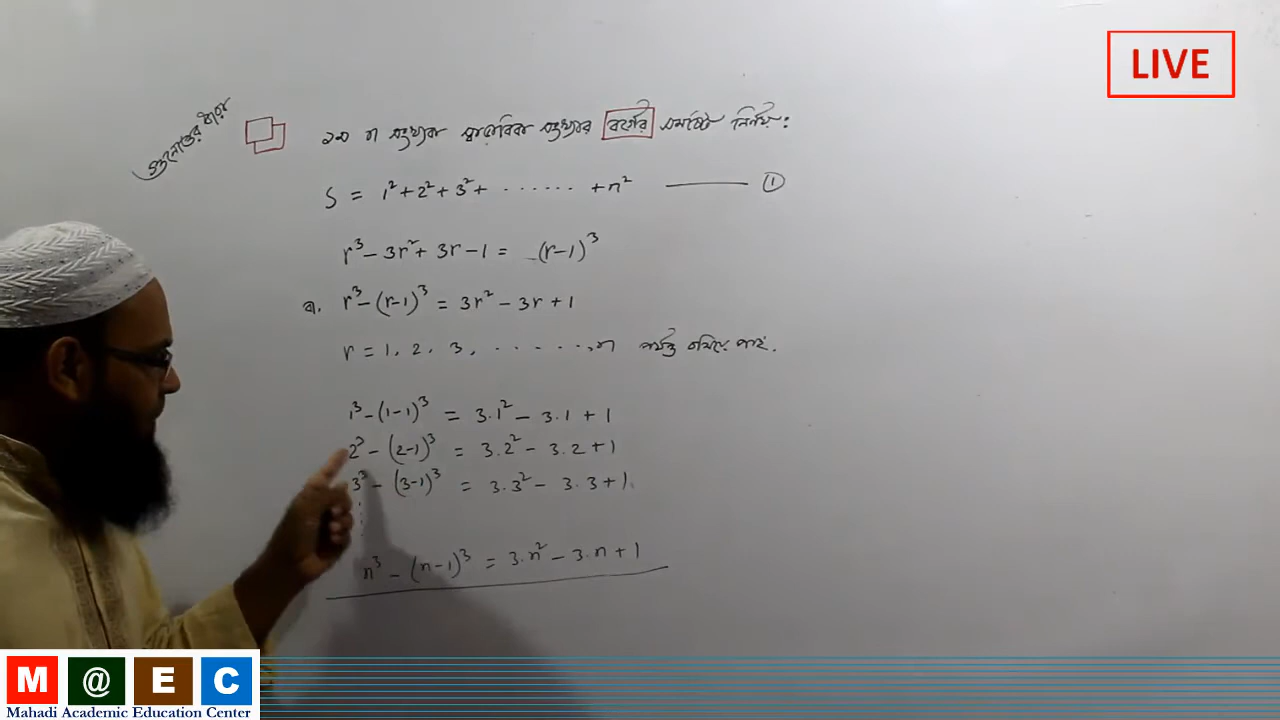 LIVE
গুণোত্তর ধারা
১ম n সংখ্যক স্বাভাবিক সংখ্যার বর্গের সমষ্টি নির্ণয়:
S = 1² + 2² + 3² + ...... + n² ——— ①
r³ - 3r² + 3r - 1 = (r-1)³
বা, r³ - (r-1)³ = 3r² - 3r + 1
r = 1, 2, 3, ......, n পর্যন্ত বসিয়ে পাই,
1³ - (1-1)³ = 3.1² - 3.1 + 1
2³ - (2-1)³ = 3.2² - 3.2 + 1
3³ - (3-1)³ = 3.3² - 3.3 + 1
n³ - (n-1)³ = 3.n² - 3.n + 1
M @ E C
Mahadi Academic Education Center